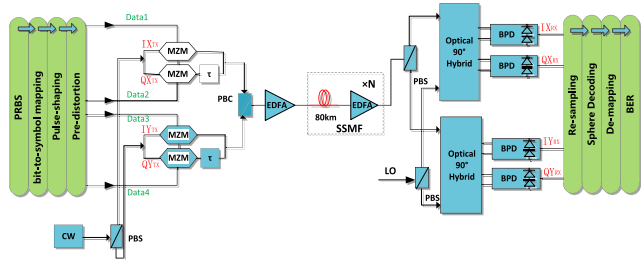 PRBS
bit-to-symbol mapping
Pulse-shaping
Pre-distortion
Data1
IXTX
MZM
QXTX
MZM
τ
Data2
Data3
IYTX
MZM
QYTX
MZM
τ
Data4
CW
PBS
PBC
EDFA
80km
SSMF
×N
EDFA
PBS
LO
PBS
Optical
90°
Hybrid
Optical
90°
Hybrid
BPD
IXRX
BPD
QXRX
BPD
IYRX
BPD
QYRX
Re-sampling
Sphere Decoding
De-mapping
BER